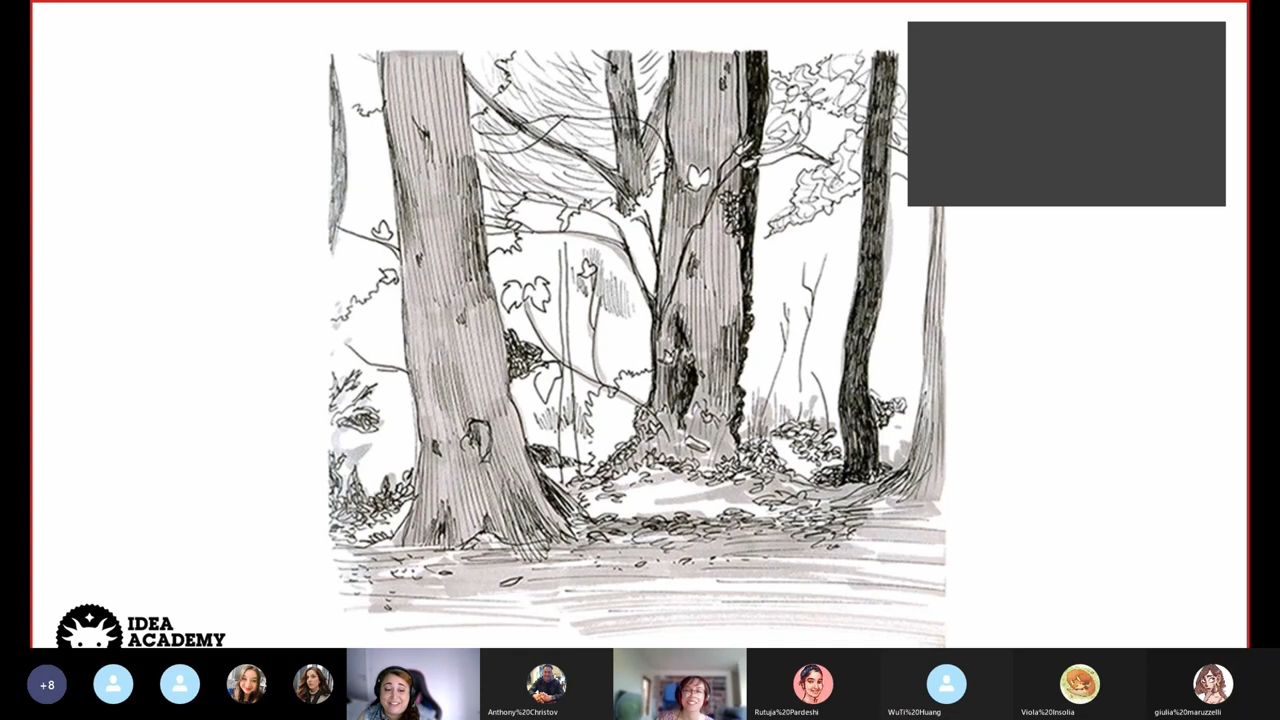 IDEA
ACADEMY
+8
Anthony%20Christov
Rutuja%20Pardeshi
WuTi%20Huang
Viola%20Insolia
giulia%20maruzzelli